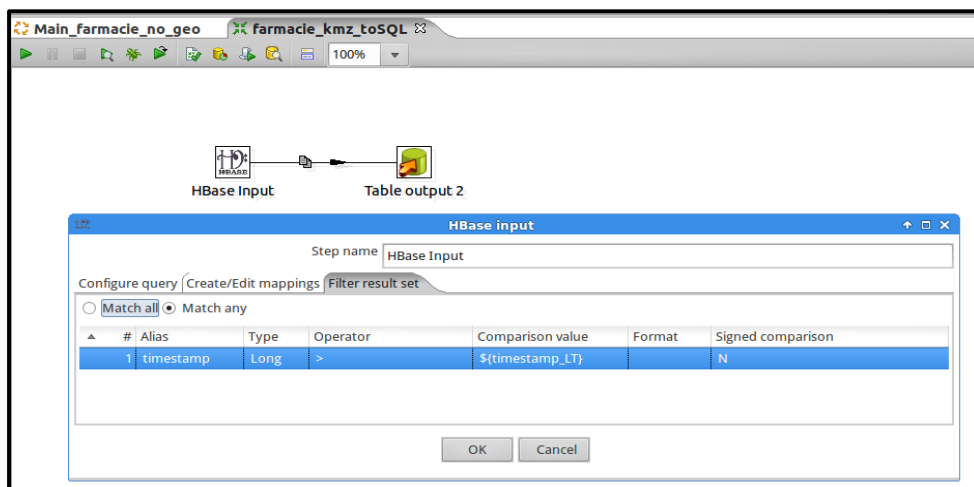 Main_farmacie_no_geo farmacie_kmz_toSQL
100%
HBASE
HBase Input Table output 2
HBase input
Step name HBase Input
Configure query Create/Edit mappings Filter result set
Match all Match any
# Alias Type Operator Comparison value Format Signed comparison
1 timestamp Long > ${timestamp_LT} N
OK Cancel